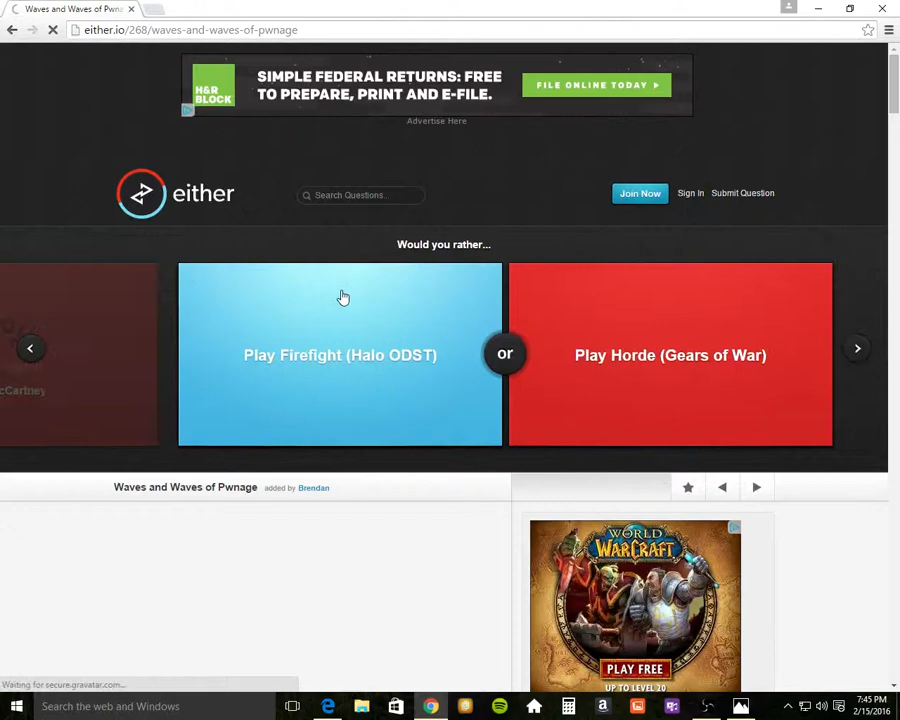 Waves and Waves of Pwna
either.io/268/waves-and-waves-of-pwnage
H&R
BLOCK
SIMPLE FEDERAL RETURNS: FREE
TO PREPARE, PRINT AND E-FILE.
FILE ONLINE TODAY
Advertise Here
either
Search Questions...
Join Now
Sign In
Submit Question
Would you rather...
cCartney
Play Firefight (Halo ODST)
or
Play Horde (Gears of War)
Waves and Waves of Pwnage
added by Brendan
WORLD
WARCRAFT
PLAY FREE
UP TO LEVEL 20
Waiting for secure.gravatar.com...
Search the web and Windows
7:45 PM
2/15/2016